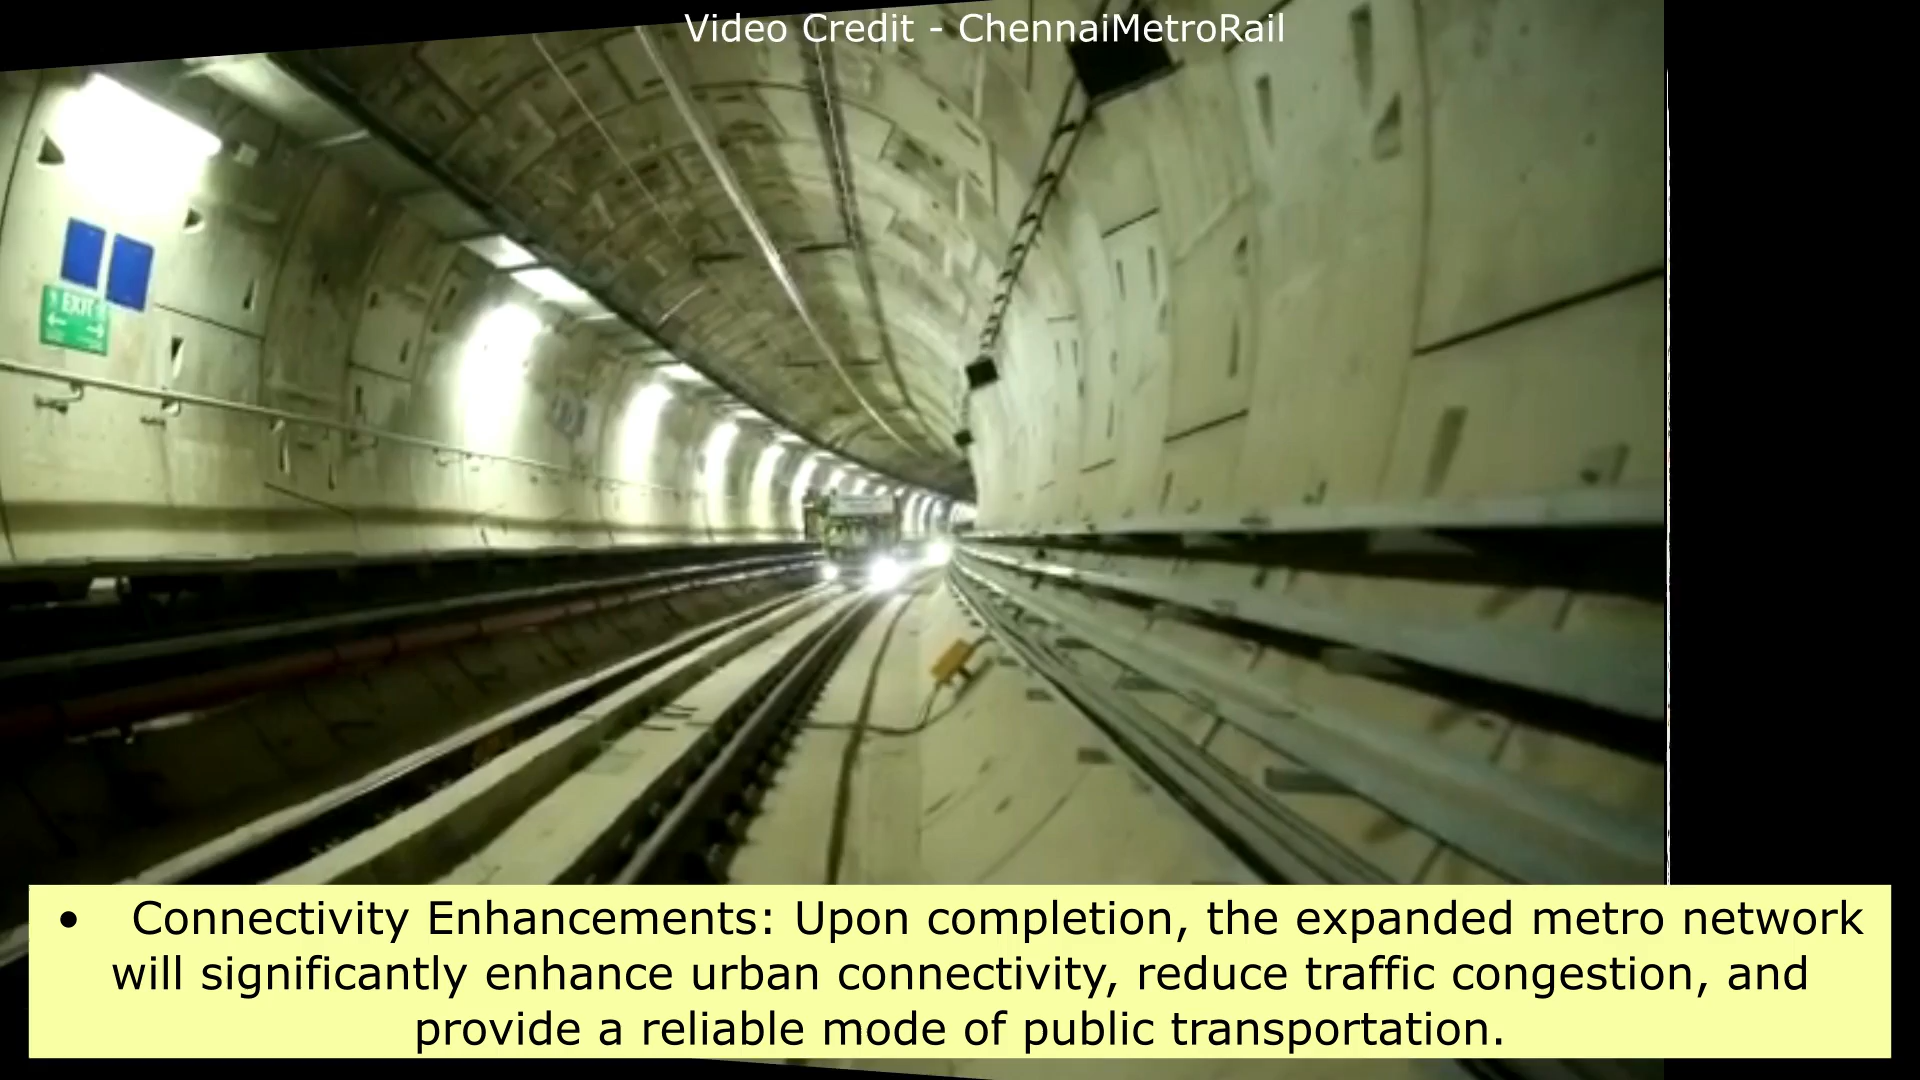 Video Credit - ChennaiMetroRail
EXIT
• Connectivity Enhancements: Upon completion, the expanded metro network
will significantly enhance urban connectivity, reduce traffic congestion, and
provide a reliable mode of public transportation.